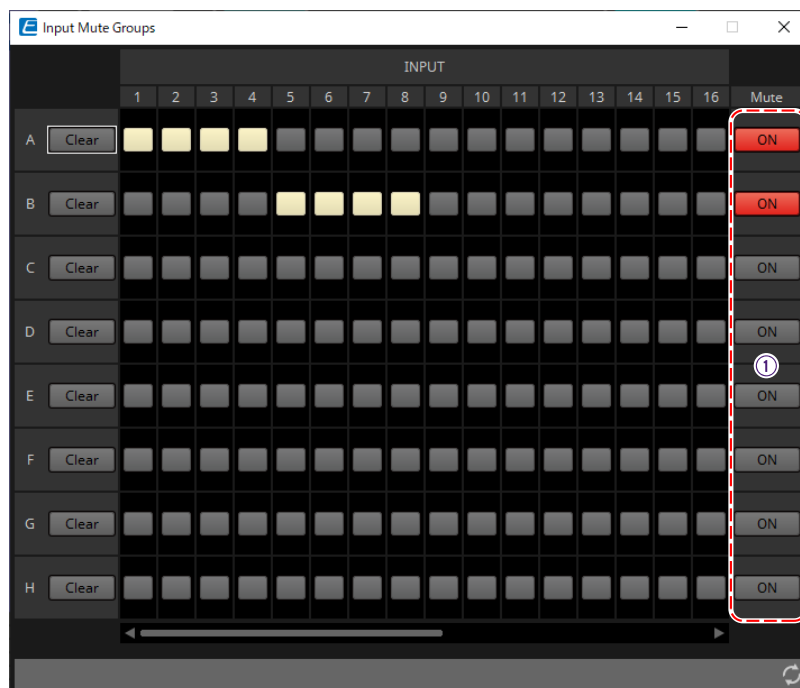 E Input Mute Groups
INPUT
1 2 3 4 5 6 7 8 9 10 11 12 13 14 15 16 Mute
A Clear ON
B Clear ON
C Clear ON
D Clear ON
①
E Clear ON
F Clear ON
G Clear ON
H Clear ON